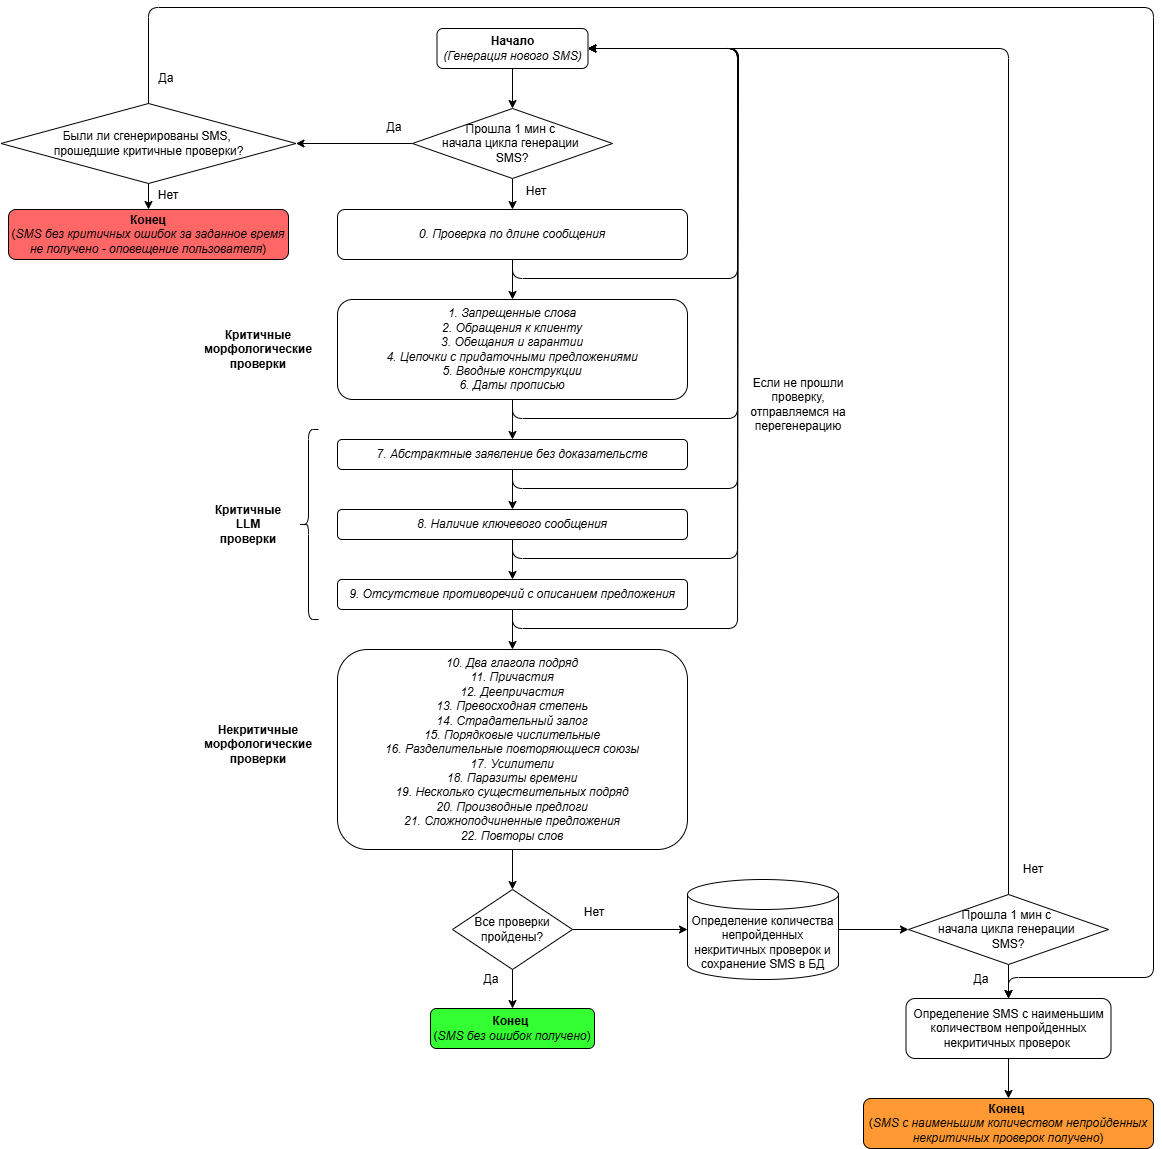 Начало
(Генерация нового SMS)
Да
Прошла 1 мин с
начала цикла генерации
SMS?
Да
Были ли сгенерированы SMS,
прошедшие критичные проверки?
Нет
Нет
Конец
(SMS без критичных ошибок за заданное время
не получено - оповещение пользователя)
0. Проверка по длине сообщения
Критичные
морфологические
проверки
1. Запрещенные слова
2. Обращения к клиенту
3. Обещания и гарантии
4. Цепочки с придаточными предложениями
5. Вводные конструкции
6. Даты прописью
Если не прошли
проверку,
отправляемся на
перегенерацию
Критичные
LLM
проверки
7. Абстрактные заявление без доказательств
8. Наличие ключевого сообщения
9. Отсутствие противоречий с описанием предложения
Некритичные
морфологические
проверки
10. Два глагола подряд
11. Причастия
12. Деепричастия
13. Превосходная степень
14. Страдательный залог
15. Порядковые числительные
16. Разделительные повторяющиеся союзы
17. Усилители
18. Паразиты времени
19. Несколько существительных подряд
20. Производные предлоги
21. Сложноподчиненные предложения
22. Повторы слов
Все проверки
пройдены?
Нет
Определение количества
непройденных
некритичных проверок и
сохранение SMS в БД
Нет
Прошла 1 мин с
начала цикла генерации
SMS?
Да
Да
Конец
(SMS без ошибок получено)
Определение SMS с наименьшим
количеством непройденных
некритичных проверок
Конец
(SMS с наименьшим количеством непройденных
некритичных проверок получено)